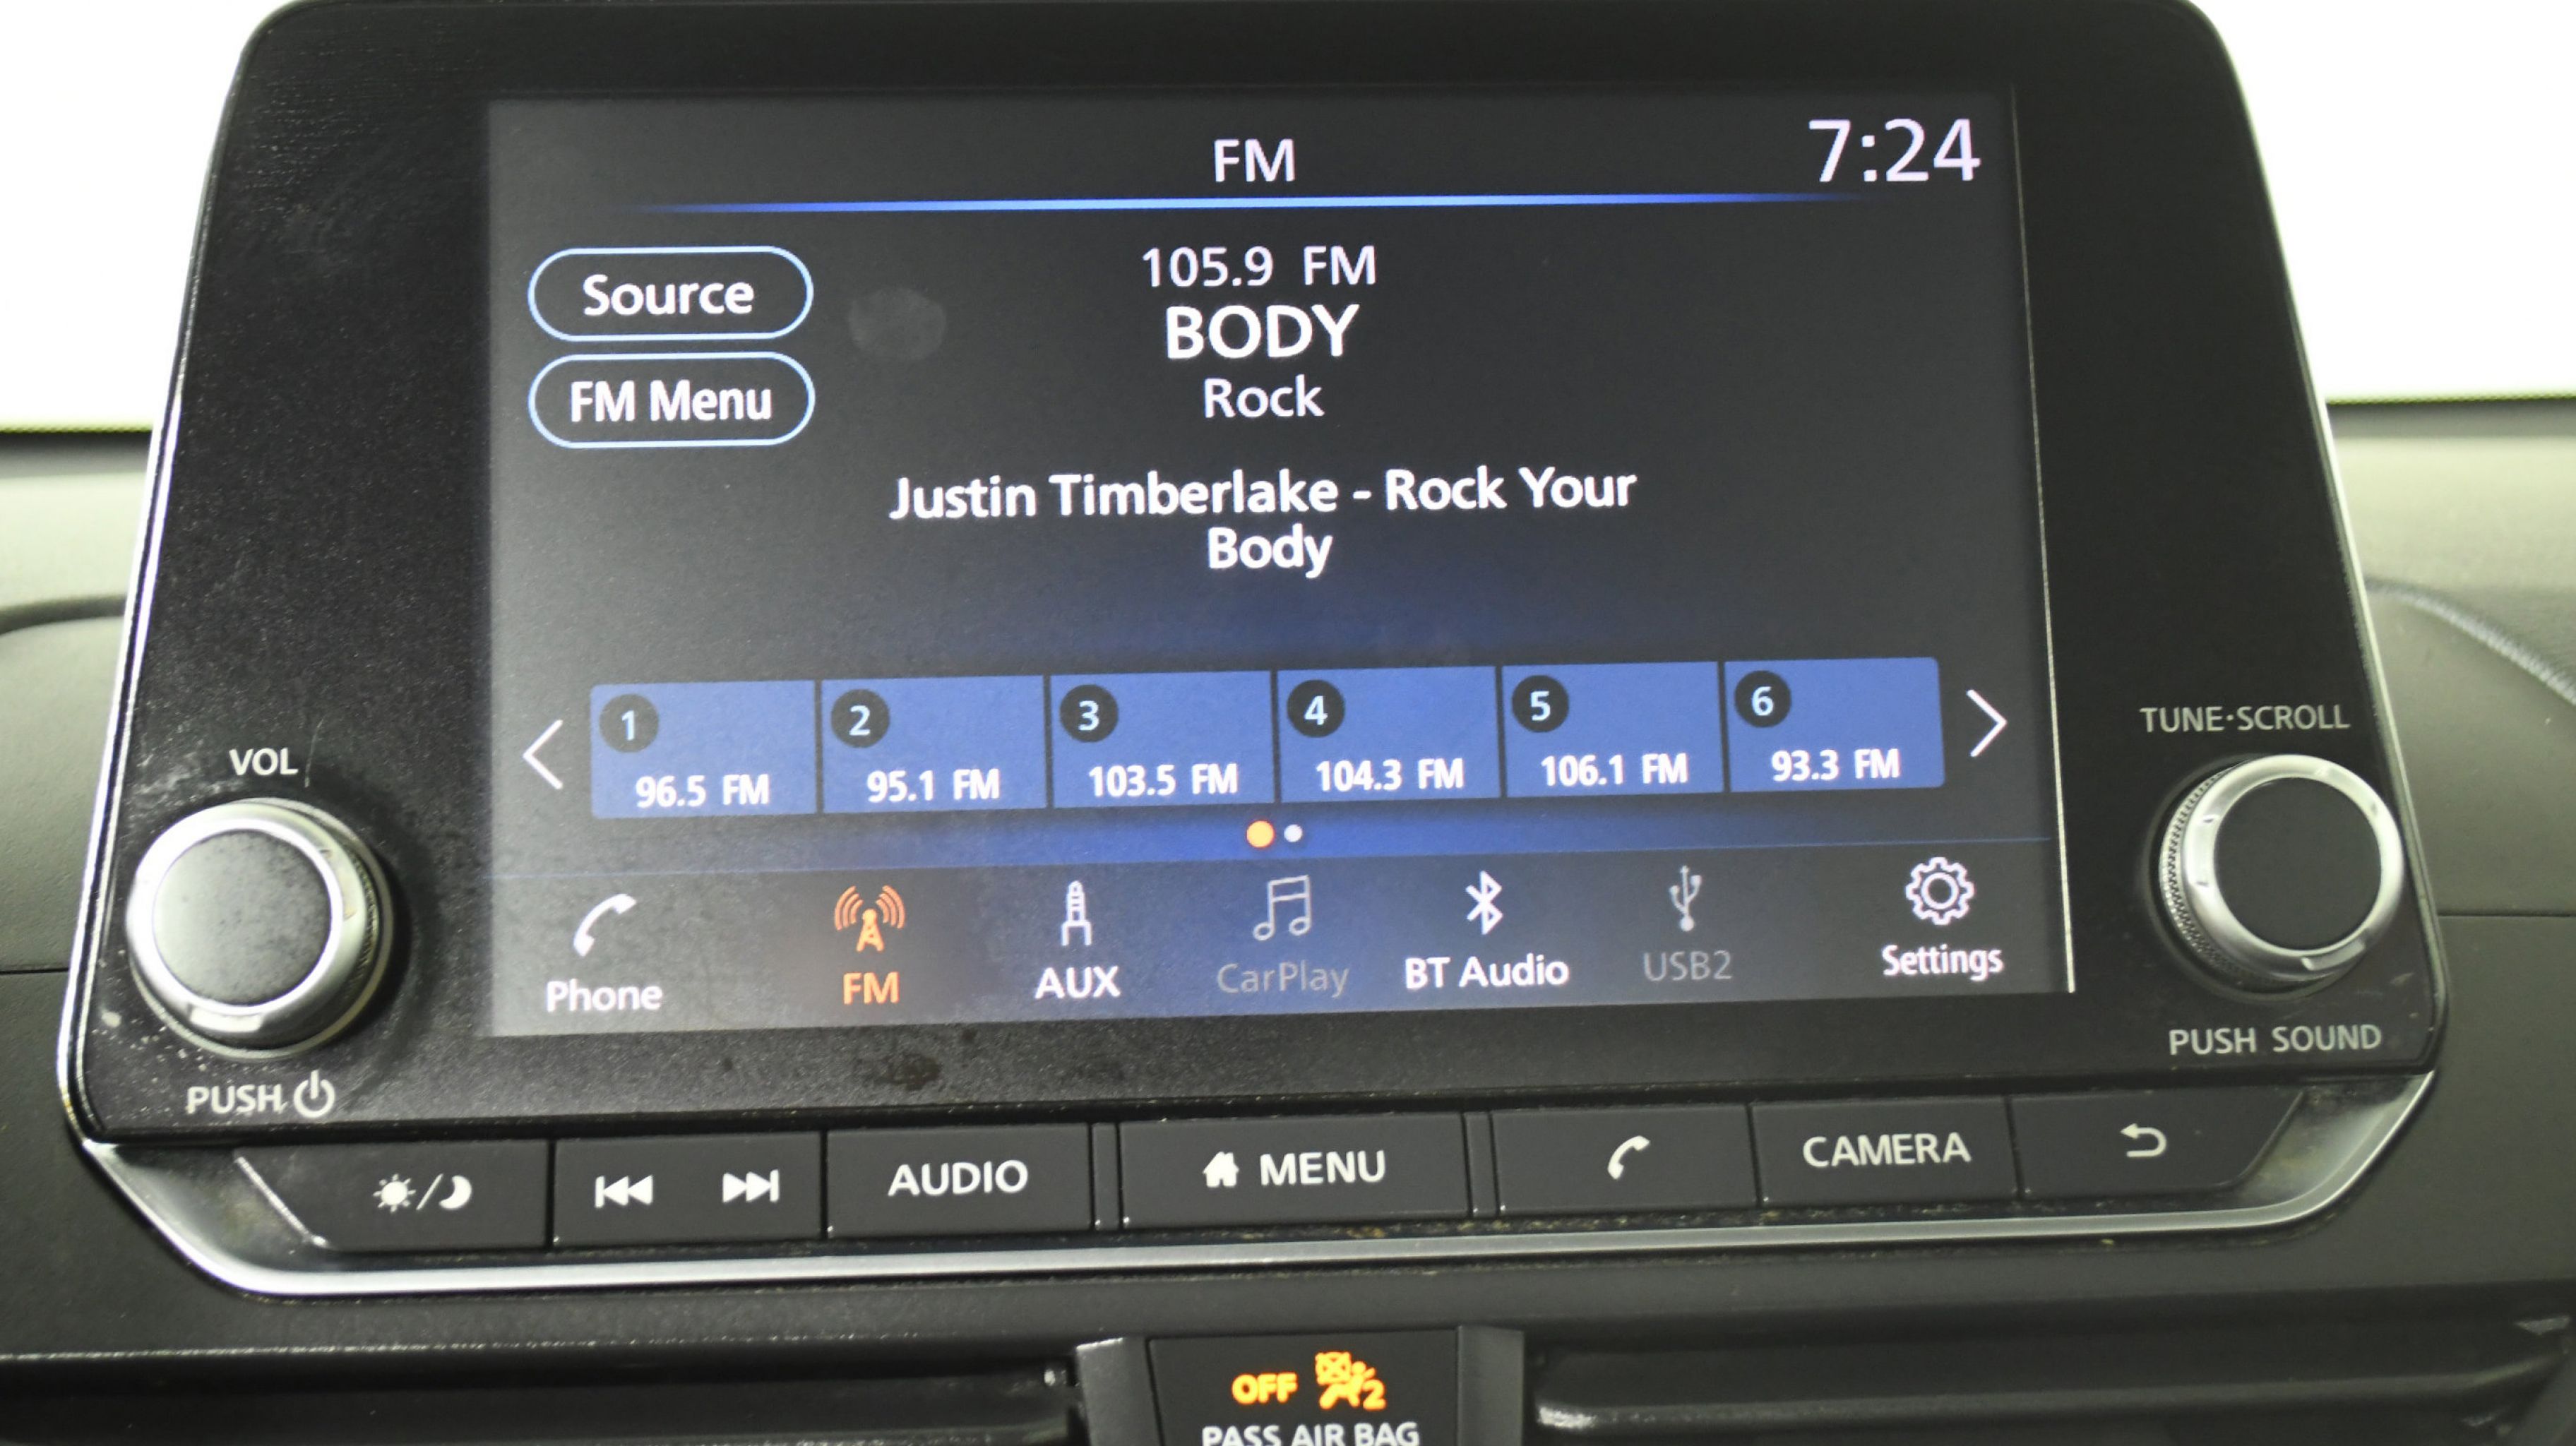 FM
7:24
Source
FM Menu
105.9 FM
BODY
Rock
Justin Timberlake - Rock Your
Body
1
96.5 FM
2
95.1 FM
3
103.5 FM
4
104.3 FM
5
106.1 FM
6
93.3 FM
Phone
FM
AUX
CarPlay
BT Audio
USB2
Settings
VOL
PUSH
TUNE·SCROLL
PUSH SOUND
AUDIO
MENU
CAMERA
OFF
2
PASS AIR BAG